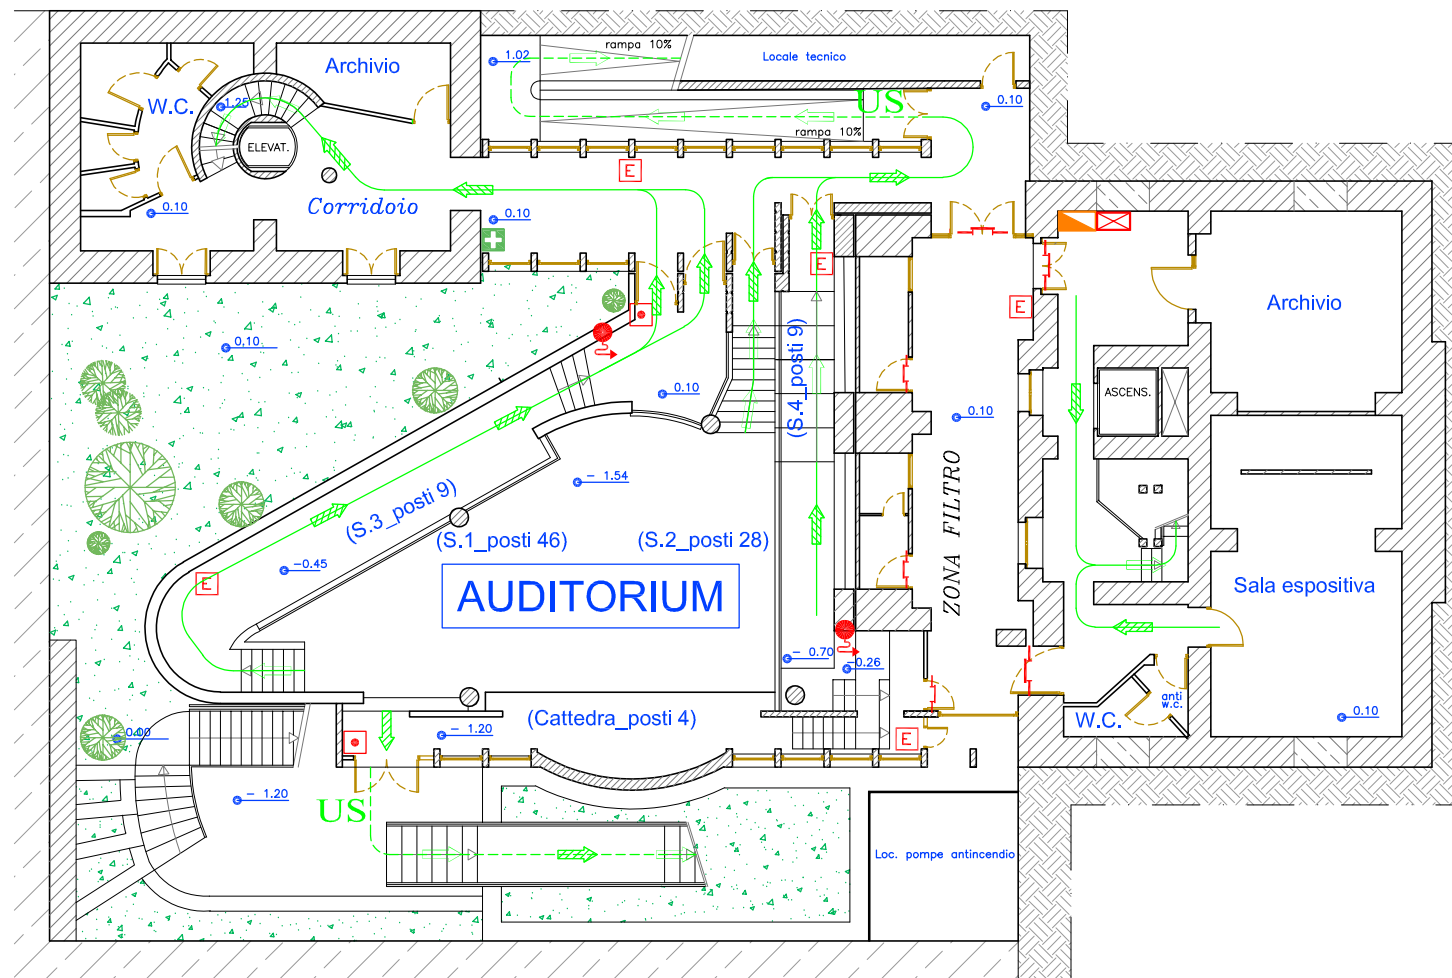 rampa 10%
1.02
Locale tecnico
Archivio
W.C.
1.25
US
0.10
rampa 10%
ELEVAT.
E
Corridoio
0.10
0.10
E
E
Archivio
0.10
(S.4_posti 9)
0.10
ASCENS.
0.10
ZONA FILTRO
- 1.54
(S.3_posti 9)
(S.1_posti 46)
(S.2_posti 28)
-0.45
E
AUDITORIUM
Sala espositiva
- 0.70
-0.26
anti
w.c.
W.C.
0.10
(Cattedra_posti 4)
0.00
- 1.20
E
- 1.20
US
Loc. pompe antincendio